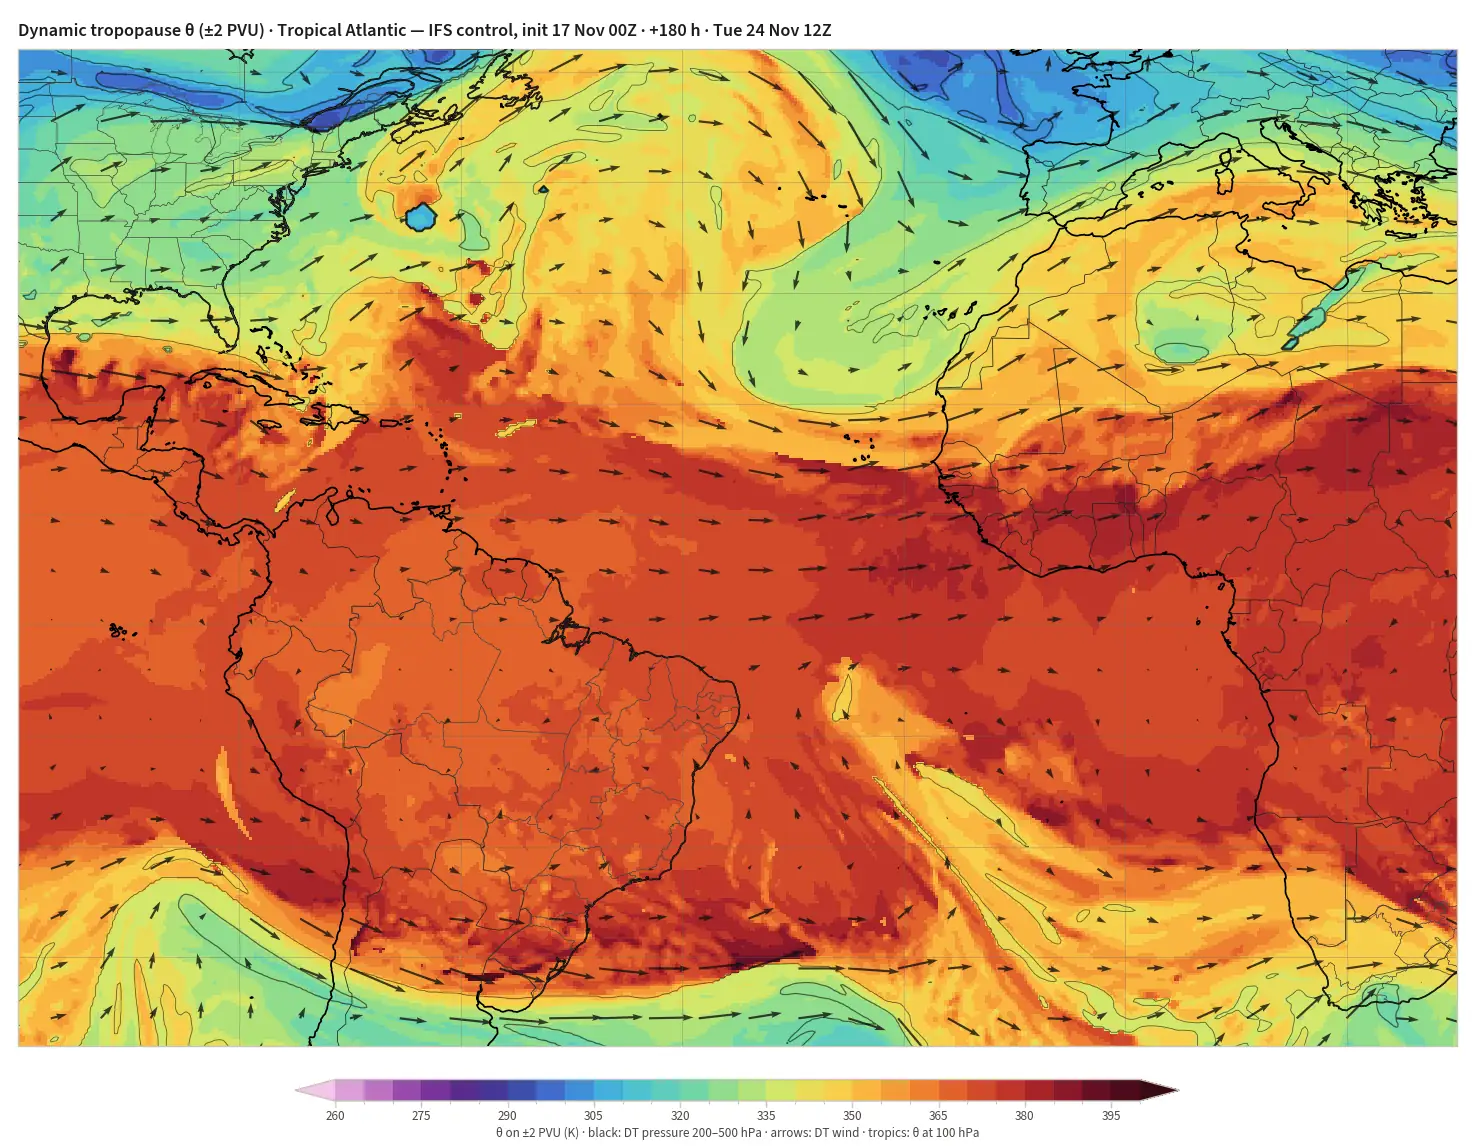 Dynamic tropopause θ (±2 PVU) · Tropical Atlantic — IFS control, init 17 Nov 00Z · +180 h · Tue 24 Nov 12Z
260 275 290 305 320 335 350 365 380 395
θ on ±2 PVU (K) · black: DT pressure 200–500 hPa · arrows: DT wind · tropics: θ at 100 hPa